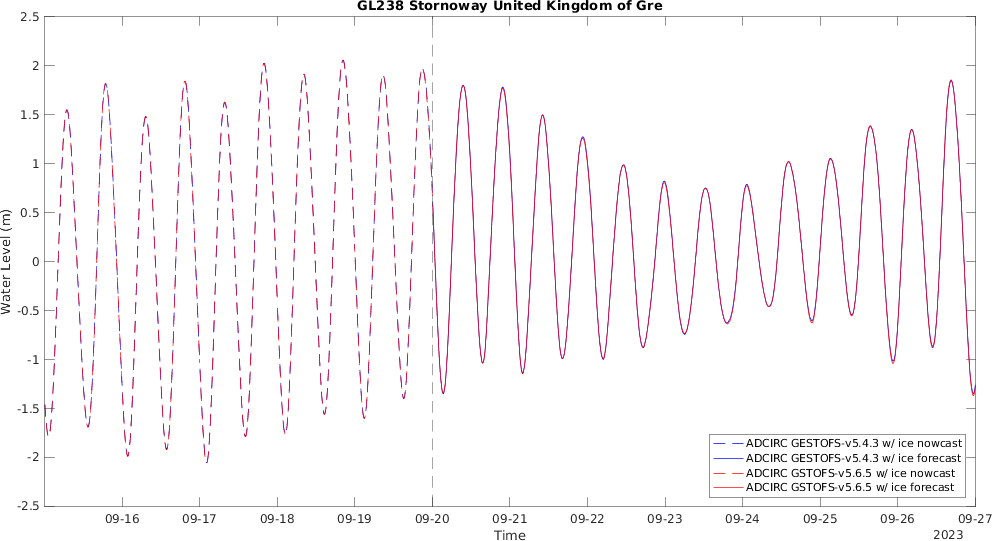 GL238 Stornoway United Kingdom of Gre
2.5
2
1.5
1
0.5
0
-0.5
-1
-1.5
-2
-2.5
Water Level (m)
ADCIRC GESTOFS-v5.4.3 w/ ice nowcast
ADCIRC GESTOFS-v5.4.3 w/ ice forecast
ADCIRC GSTOFS-v5.6.5 w/ ice nowcast
ADCIRC GSTOFS-v5.6.5 w/ ice forecast
09-16 09-17 09-18 09-19 09-20 09-21 09-22 09-23 09-24 09-25 09-26 09-27
Time 2023